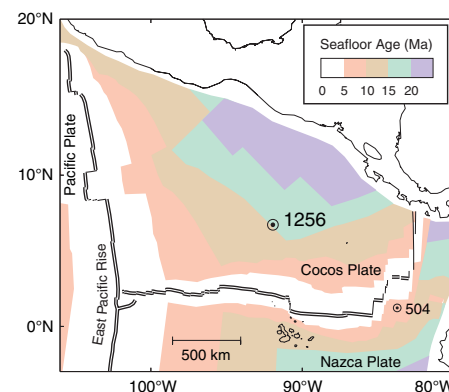 20°N
Seafloor Age (Ma)
0 5 10 15 20
Pacific Plate
10°N
1256
East Pacific Rise
Cocos Plate
504
0°N
500 km
Nazca Plate
100°W 90°W 80°W